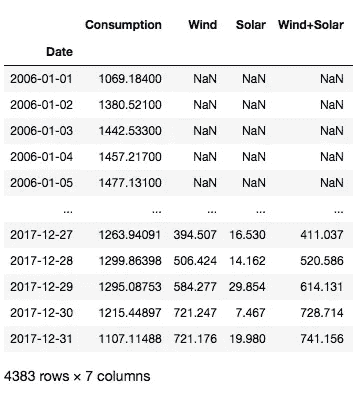 Consumption Wind Solar Wind+Solar
Date
2006-01-01 1069.18400 NaN NaN NaN
2006-01-02 1380.52100 NaN NaN NaN
2006-01-03 1442.53300 NaN NaN NaN
2006-01-04 1457.21700 NaN NaN NaN
2006-01-05 1477.13100 NaN NaN NaN
... ... ... ... ...
2017-12-27 1263.94091 394.507 16.530 411.037
2017-12-28 1299.86398 506.424 14.162 520.586
2017-12-29 1295.08753 584.277 29.854 614.131
2017-12-30 1215.44897 721.247 7.467 728.714
2017-12-31 1107.11488 721.176 19.980 741.156
4383 rows × 7 columns